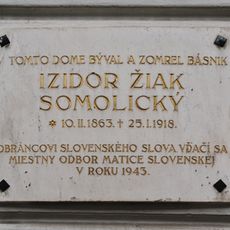 V TOMTO DOME BÝVAL A ZOMREL BÁSNIK
IZIDOR ŽIAK
SOMOLICKÝ
✡ 10.II.1863. † 25.I.1918.
OBRÁNCOVI SLOVENSKÉHO SLOVA VĎAČÍ SA
MIESTNY ODBOR MATICE SLOVENSKEJ
V ROKU 1943.